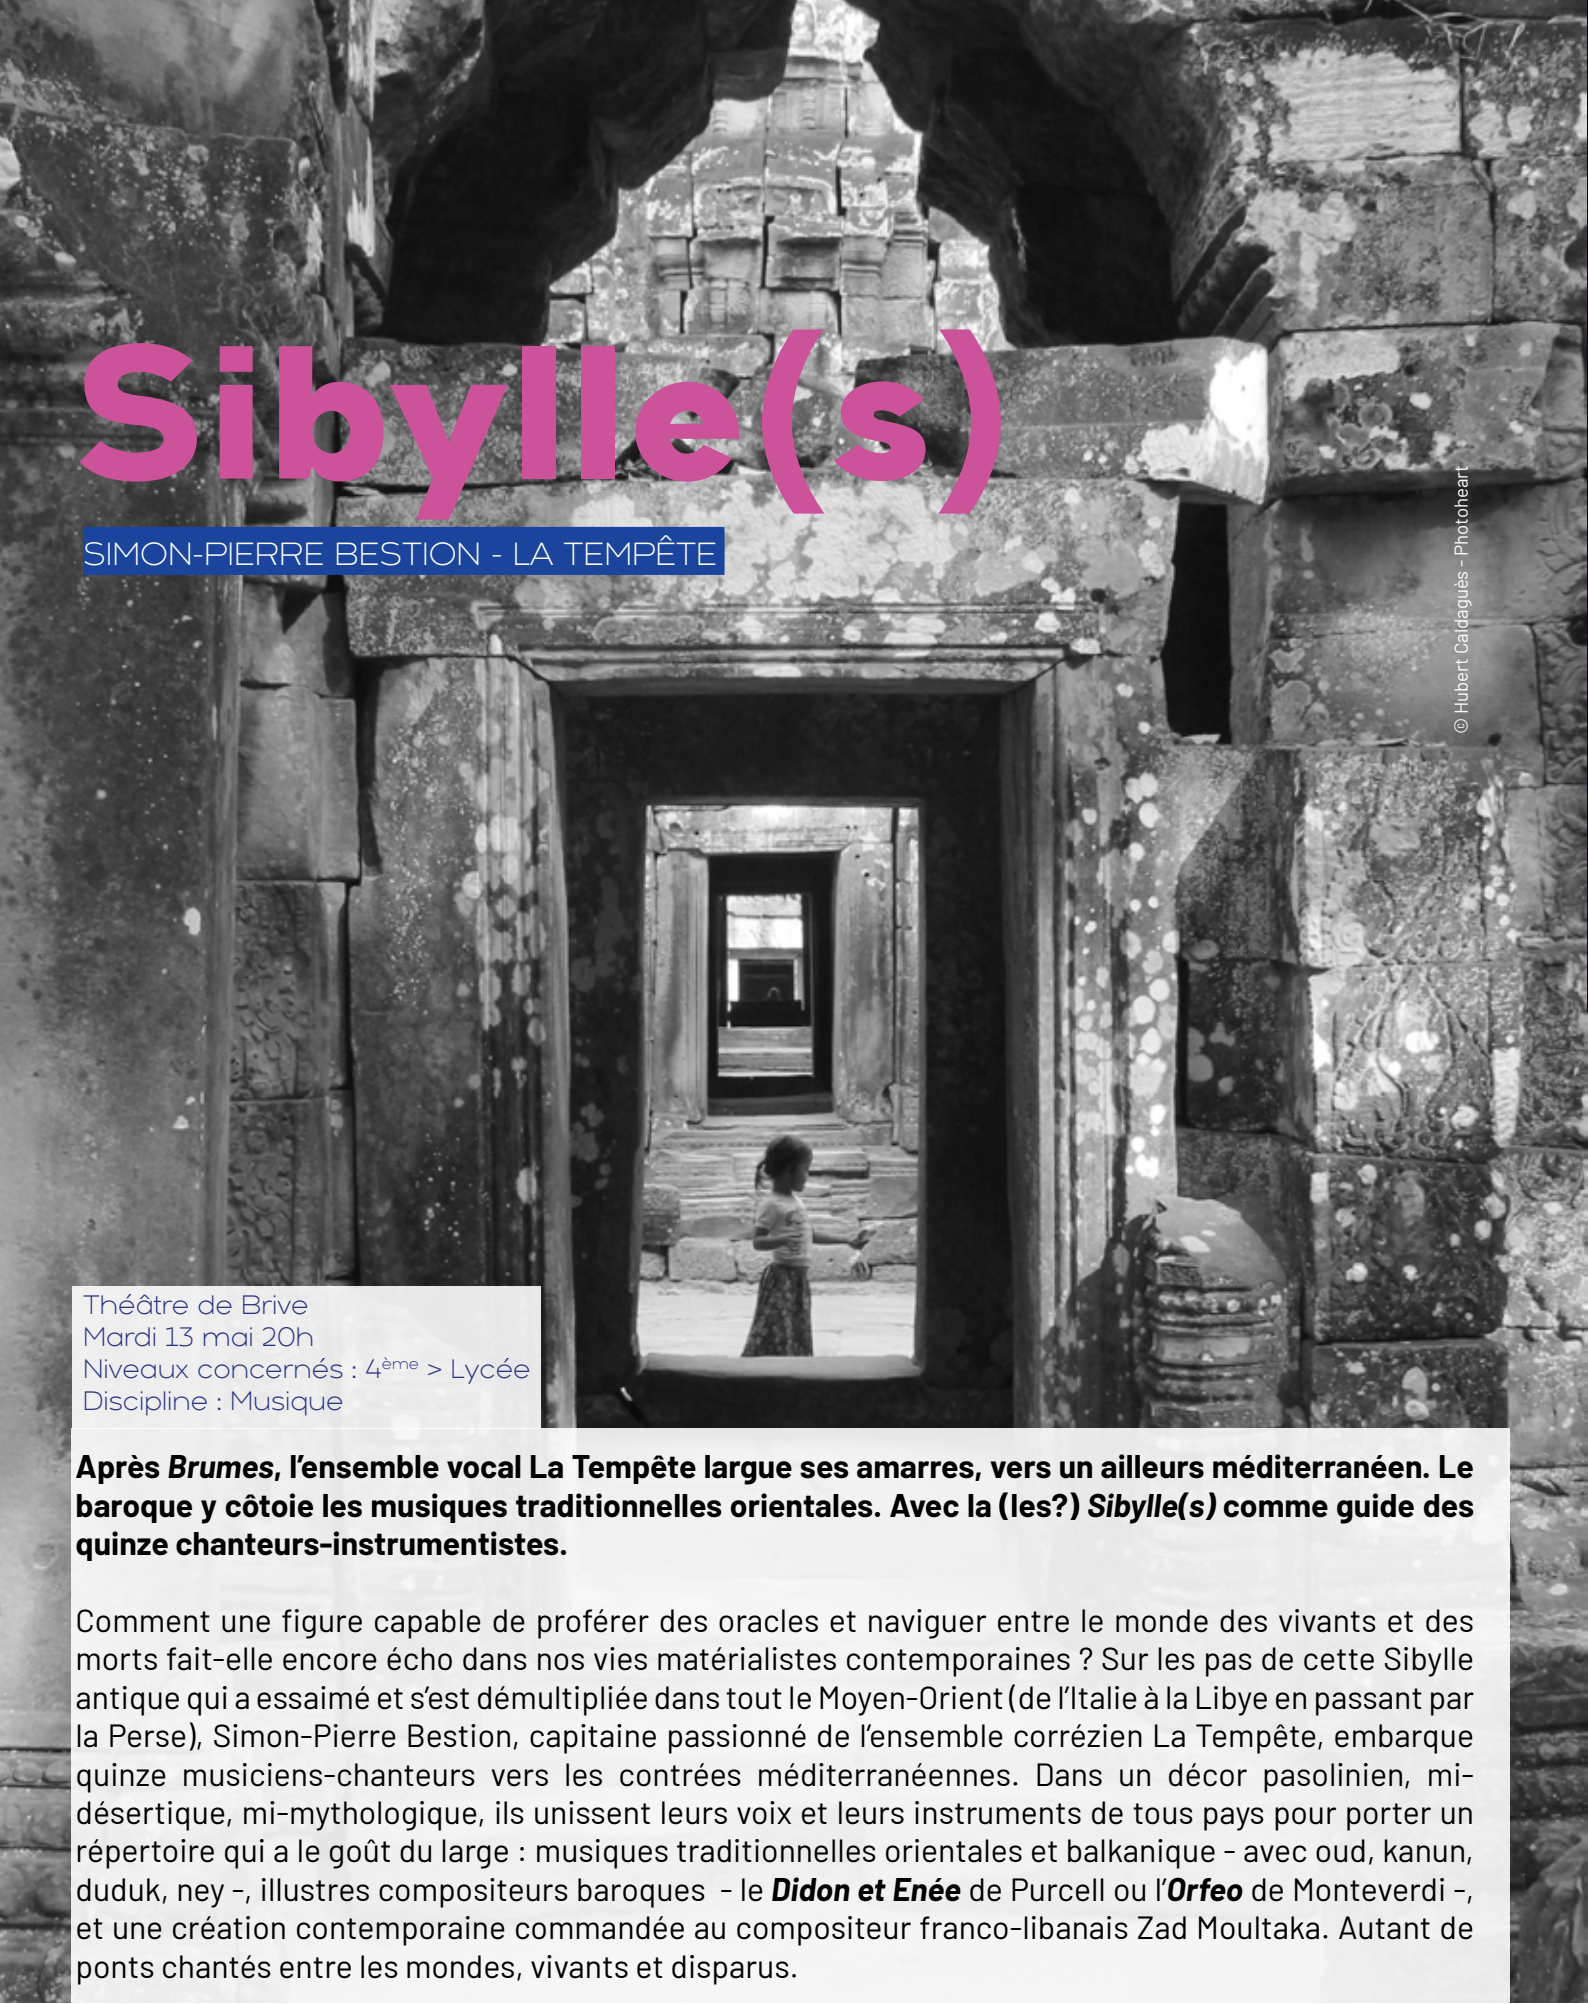 Sibylle(s)
SIMON-PIERRE BESTION - LA TEMPÊTE
© Hubert Caldaguès - Photoheart
Théâtre de Brive
Mardi 13 mai 20h
Niveaux concernés : 4ème > Lycée
Discipline : Musique
Après Brumes, l’ensemble vocal La Tempête largue ses amarres, vers un ailleurs méditerranéen. Le
baroque y côtoie les musiques traditionnelles orientales. Avec la (les?) Sibylle(s) comme guide des
quinze chanteurs-instrumentistes.
Comment une figure capable de proférer des oracles et naviguer entre le monde des vivants et des
morts fait-elle encore écho dans nos vies matérialistes contemporaines ? Sur les pas de cette Sibylle
antique qui a essaimé et s’est démultipliée dans tout le Moyen-Orient (de l’Italie à la Libye en passant par
la Perse), Simon-Pierre Bestion, capitaine passionné de l’ensemble corrézien La Tempête, embarque
quinze musiciens-chanteurs vers les contrées méditerranéennes. Dans un décor pasolinien, mi-
désertique, mi-mythologique, ils unissent leurs voix et leurs instruments de tous pays pour porter un
répertoire qui a le goût du large : musiques traditionnelles orientales et balkanique - avec oud, kanun,
duduk, ney -, illustres compositeurs baroques  - le Didon et Enée de Purcell ou l’Orfeo de Monteverdi -,
et une création contemporaine commandée au compositeur franco-libanais Zad Moultaka. Autant de
ponts chantés entre les mondes, vivants et disparus.